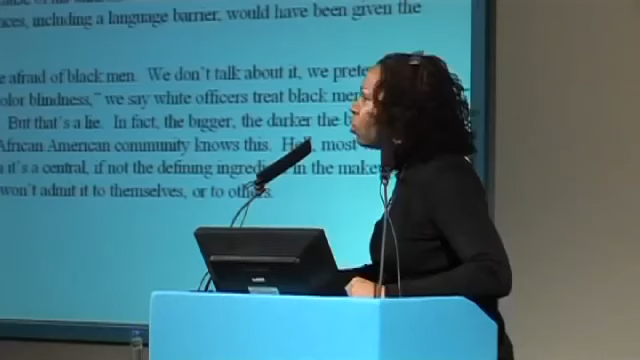 ces, including a language barrier, would have been given the
e afraid of black men. We don't talk about it, we prete
olor blindness," we say white officers treat black me
But that's a lie. In fact, the bigger, the darker the b
African American community knows this. most
it's a central, if not the defining ingredie in the make
won't admit it to themselves, or to others.